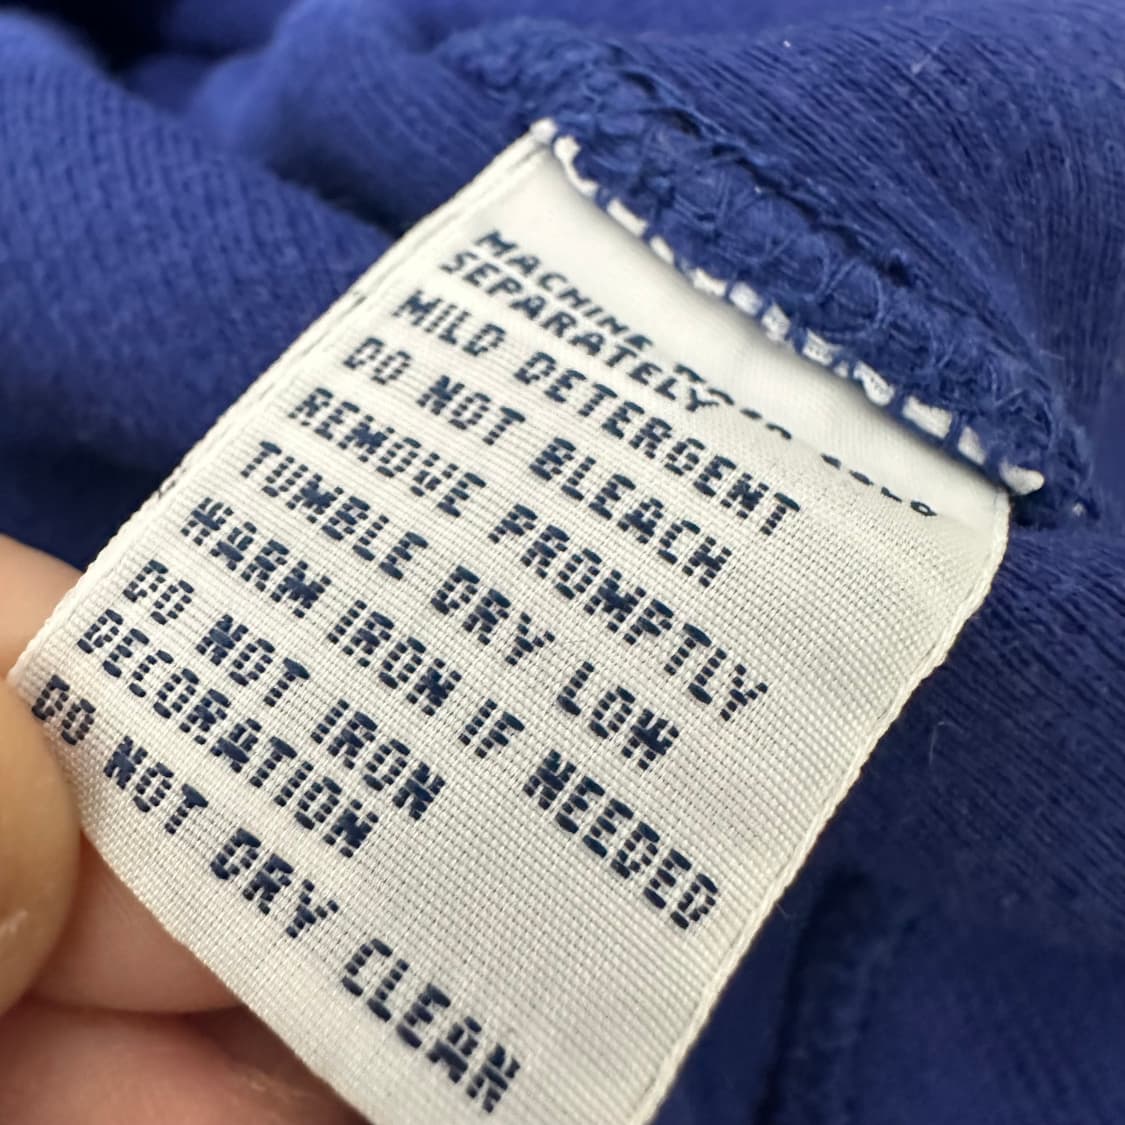 MACHINE
SEPARATELY
MILD DETERGENT
DO NOT BLEACH
REMOVE PROMPTLY
TUMBLE DRY LOW
WARM IRON IF NEEDED
DO NOT IRON
DECORATION
DO NOT DRY CLEAN